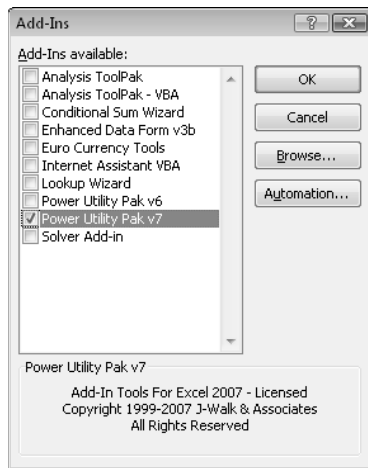 Add-Ins
Add-Ins available:
Analysis ToolPak
Analysis ToolPak - VBA
Conditional Sum Wizard
Enhanced Data Form v3b
Euro Currency Tools
Internet Assistant VBA
Lookup Wizard
Power Utility Pak v6
Power Utility Pak v7
Solver Add-in
OK
Cancel
Browse...
Automation...
Power Utility Pak v7
Add-In Tools For Excel 2007 - Licensed
Copyright 1999-2007 J-Walk & Associates
All Rights Reserved